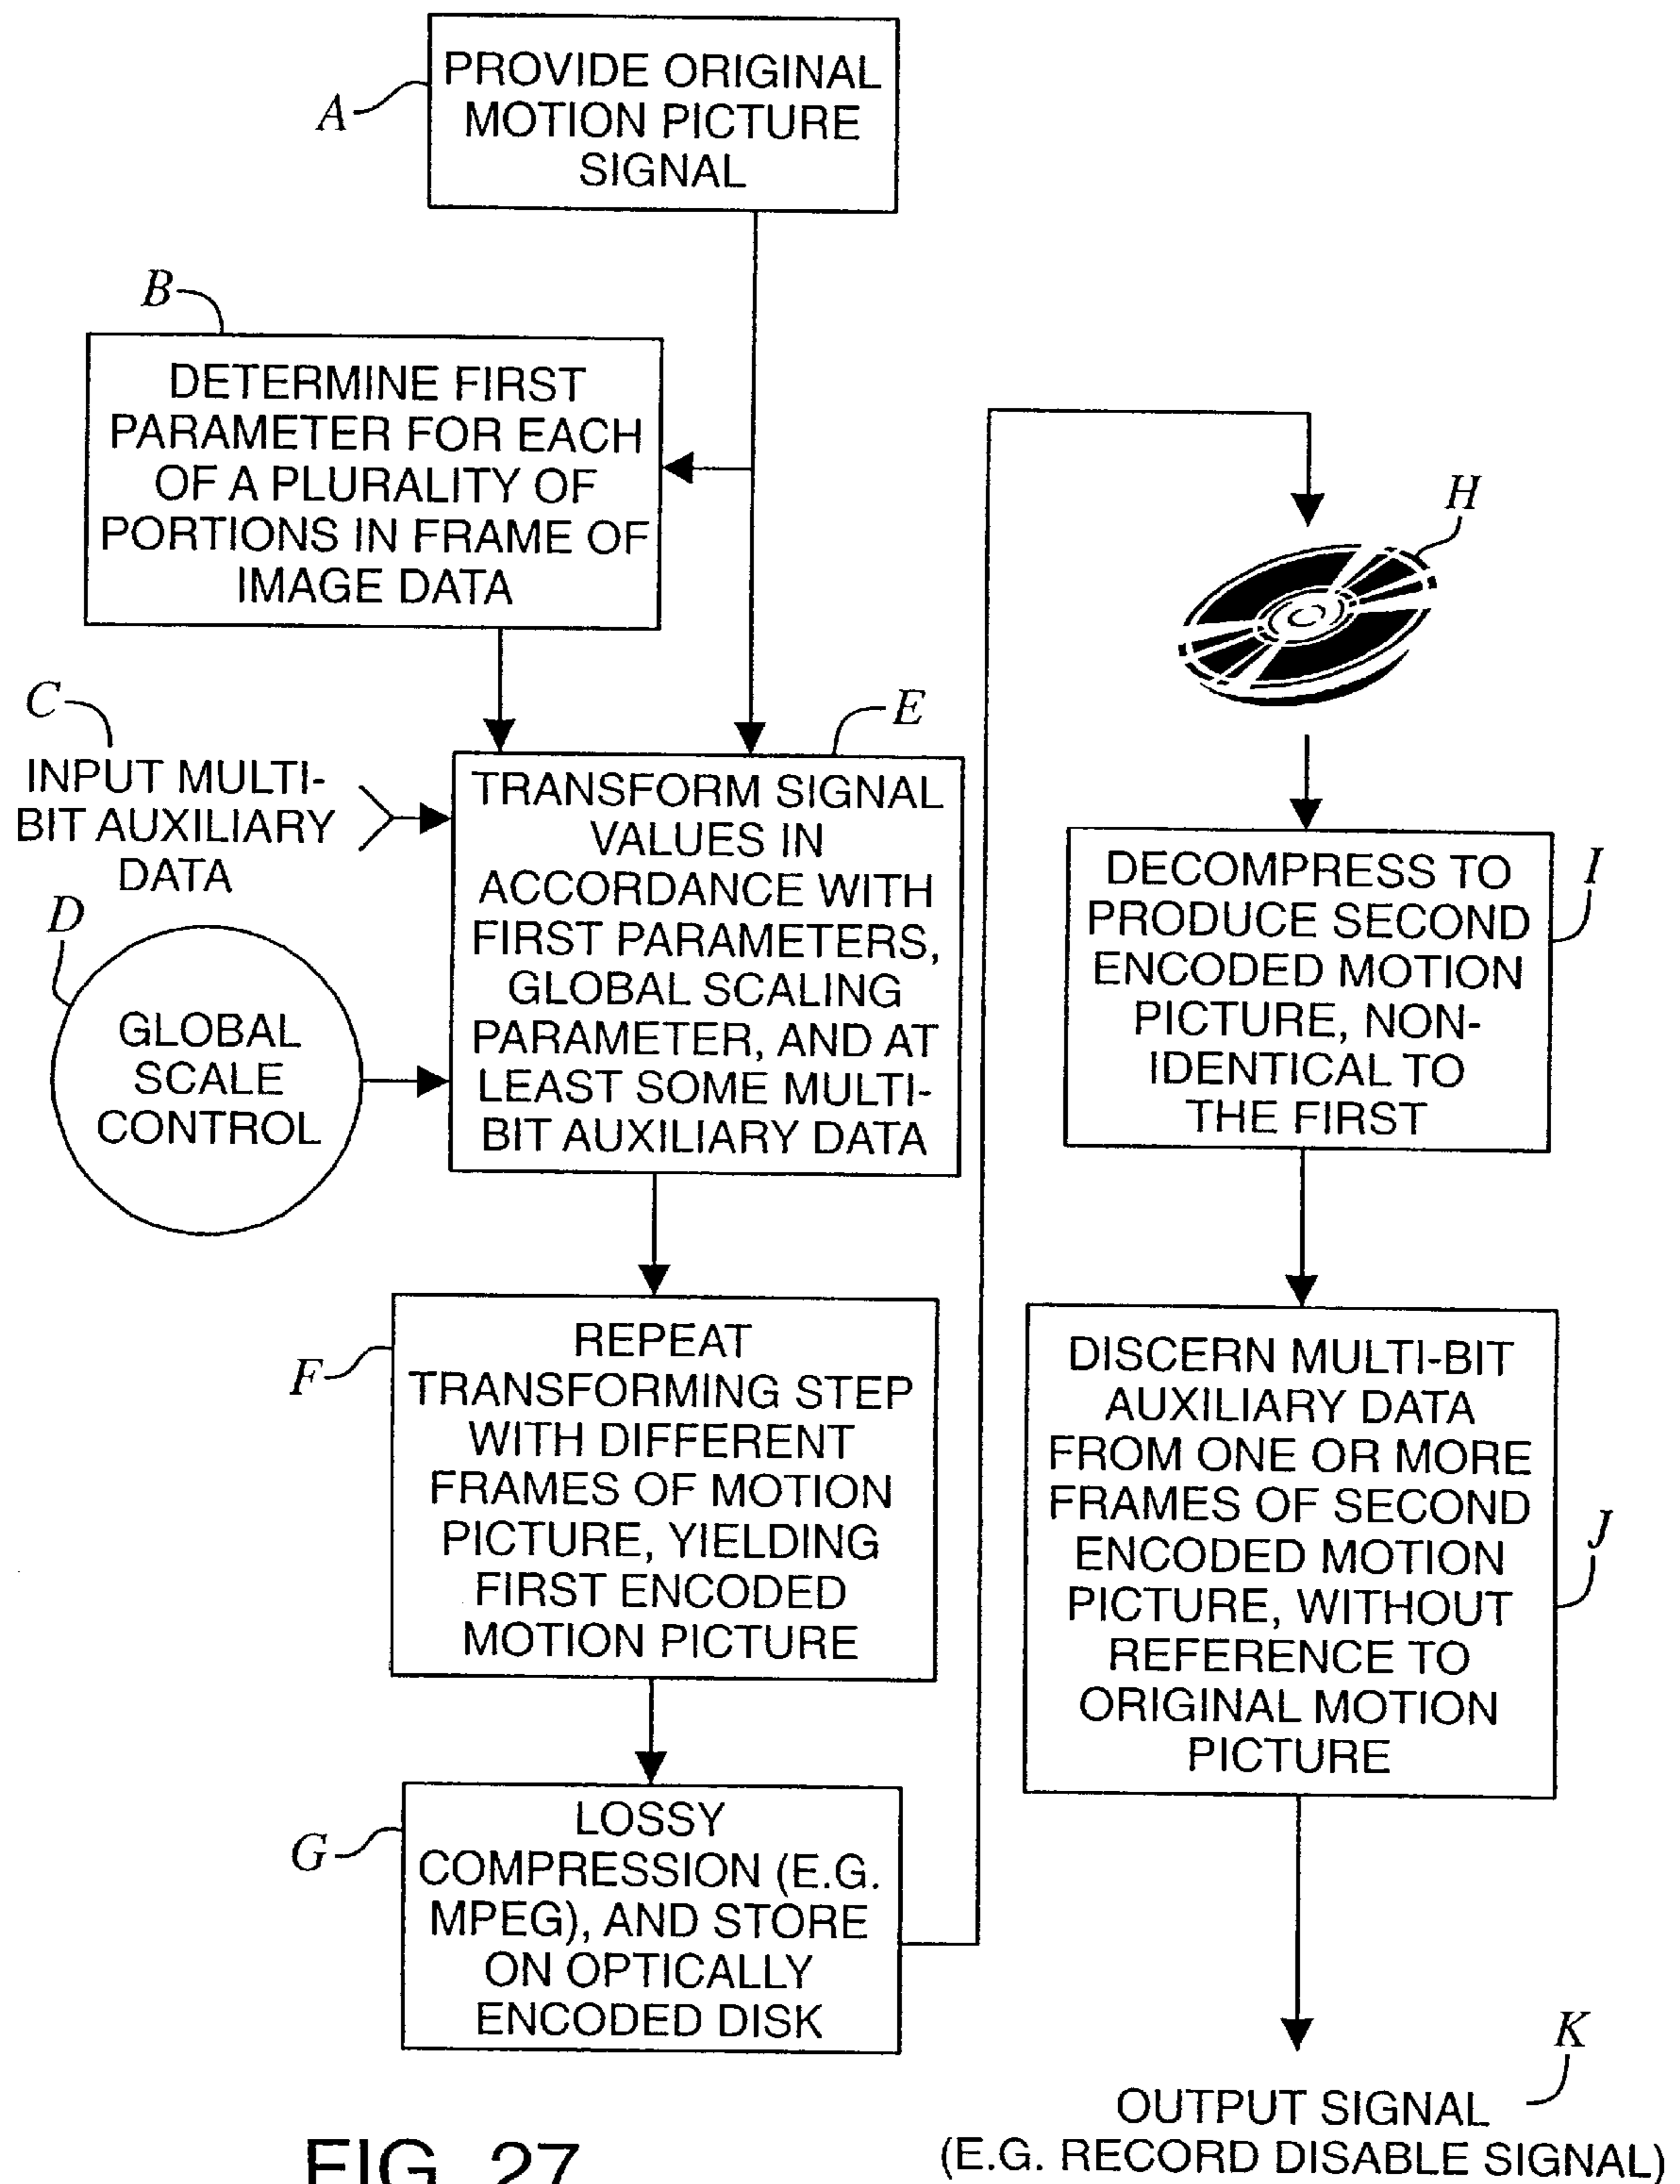 A
PROVIDE ORIGINAL
MOTION PICTURE
SIGNAL
B
DETERMINE FIRST
PARAMETER FOR EACH
OF A PLURALITY OF
PORTIONS IN FRAME OF
IMAGE DATA
C
INPUT MULTI-
BIT AUXILIARY
DATA
D
GLOBAL
SCALE
CONTROL
E
TRANSFORM SIGNAL
VALUES IN
ACCORDANCE WITH
FIRST PARAMETERS,
GLOBAL SCALING
PARAMETER, AND AT
LEAST SOME MULTI-
BIT AUXILIARY DATA
F
REPEAT
TRANSFORMING STEP
WITH DIFFERENT
FRAMES OF MOTION
PICTURE, YIELDING
FIRST ENCODED
MOTION PICTURE
G
LOSSY
COMPRESSION (E.G.
MPEG), AND STORE
ON OPTICALLY
ENCODED DISK
H
I
DECOMPRESS TO
PRODUCE SECOND
ENCODED MOTION
PICTURE, NON-
IDENTICAL TO
THE FIRST
J
DISCERN MULTI-BIT
AUXILIARY DATA
FROM ONE OR MORE
FRAMES OF SECOND
ENCODED MOTION
PICTURE, WITHOUT
REFERENCE TO
ORIGINAL MOTION
PICTURE
K
OUTPUT SIGNAL
(E.G. RECORD DISABLE SIGNAL)
FIG. 27